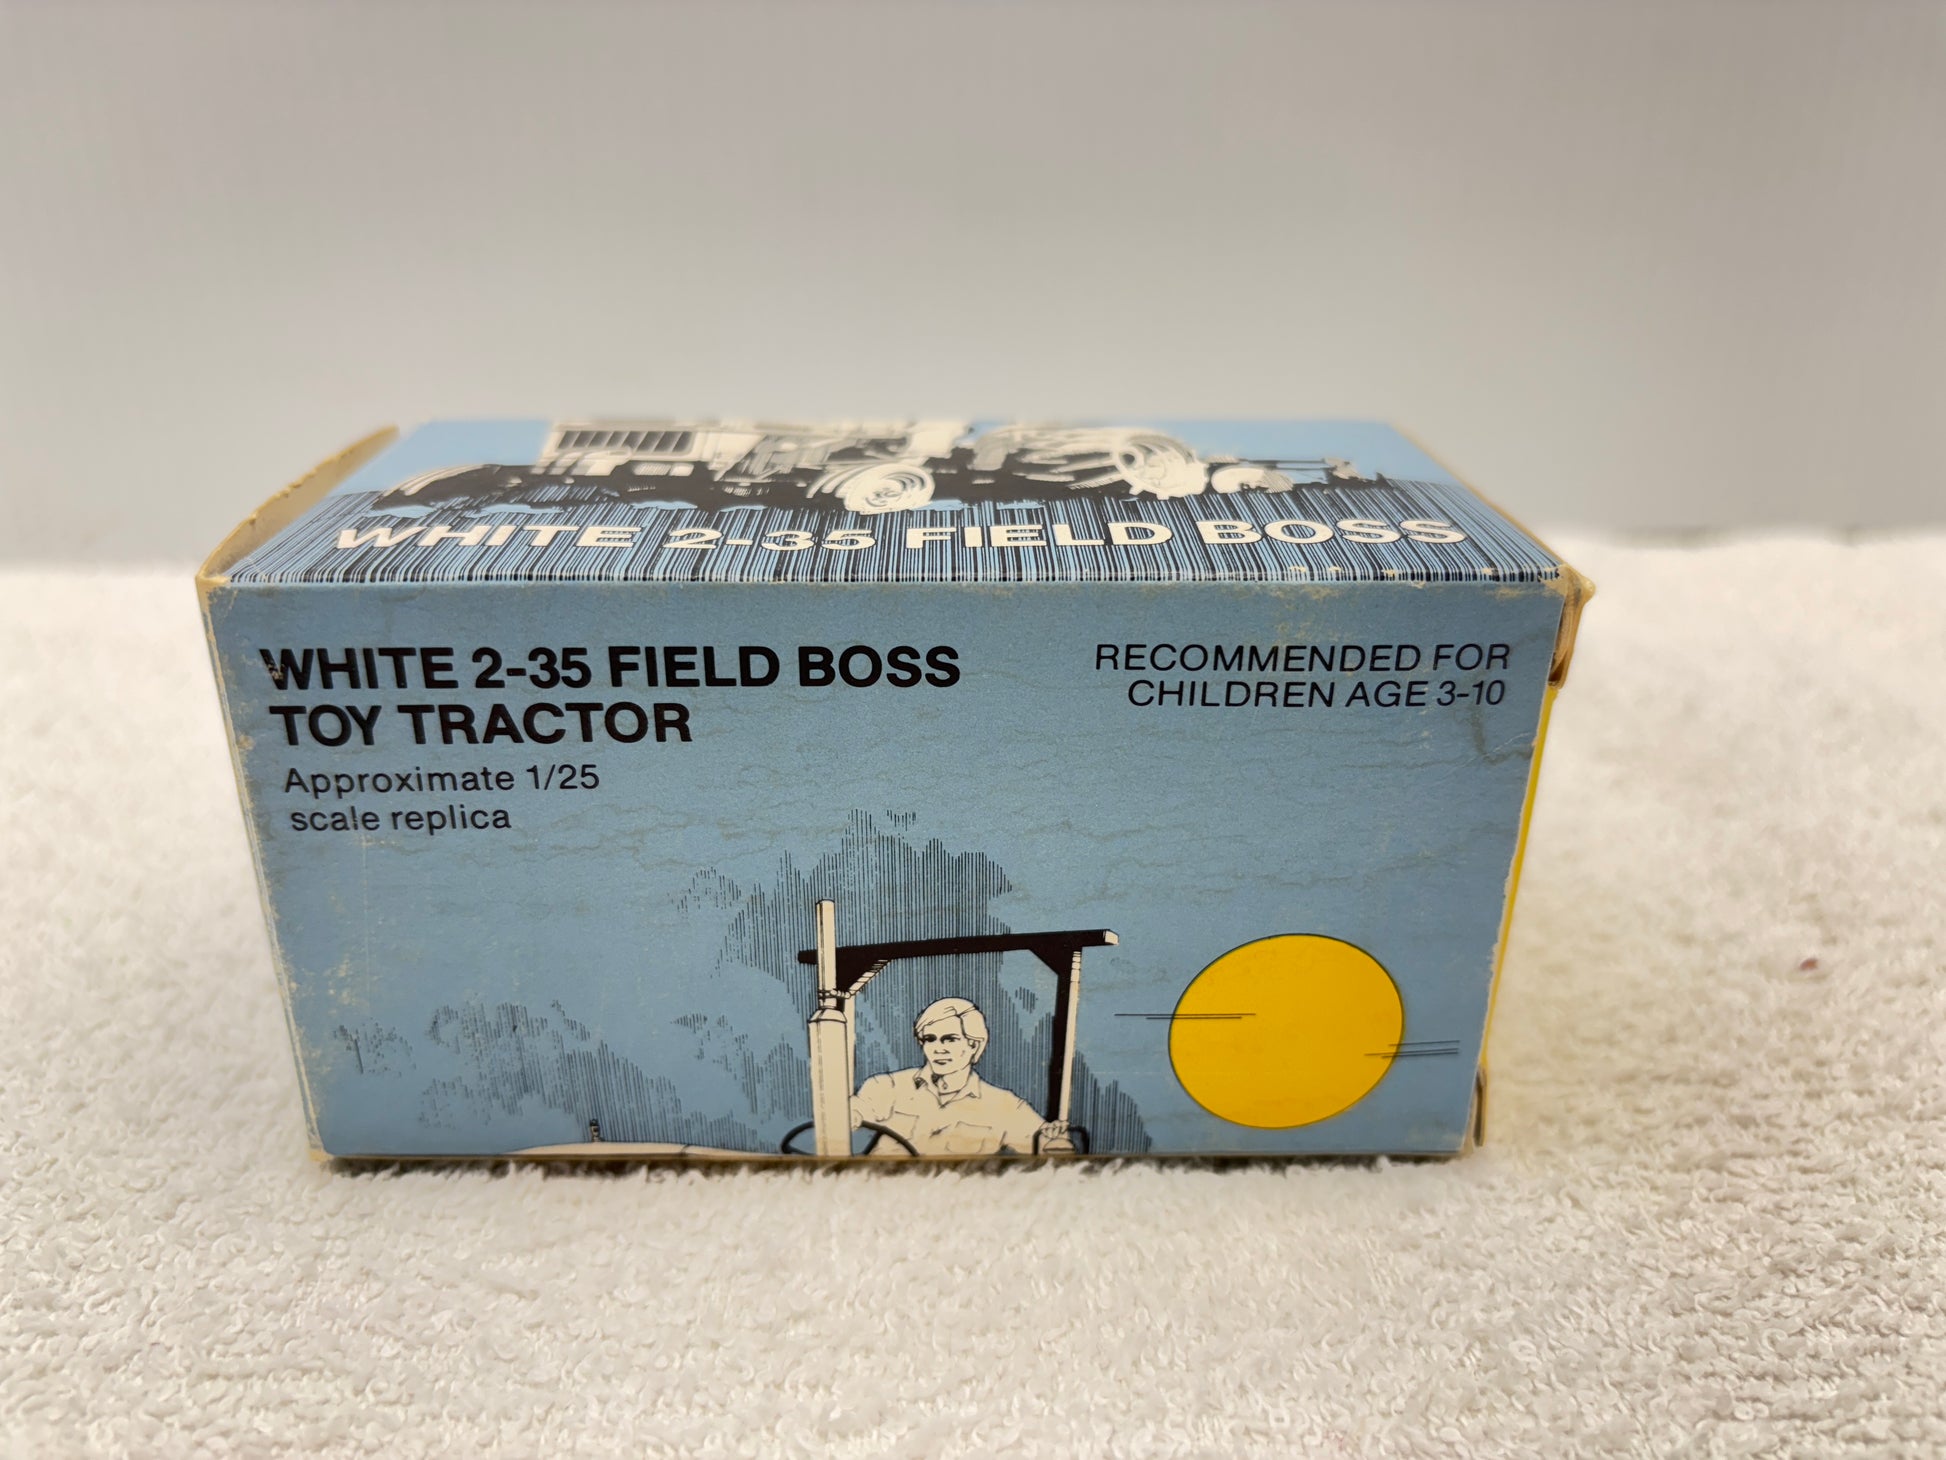 WHITE 2-35 FIELD BOSS
WHITE 2-35 FIELD BOSS
TOY TRACTOR
Approximate 1/25
scale replica
RECOMMENDED FOR
CHILDREN AGE 3-10